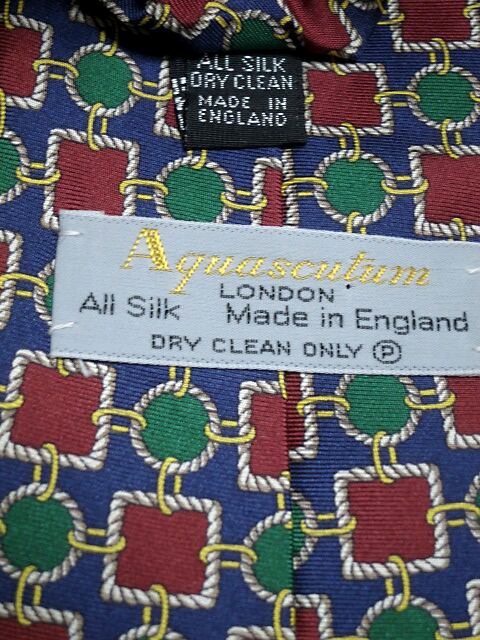 ALL SILK
DRY CLEAN
MADE IN
ENGLAND
Aquascutum
LONDON
All Silk Made in England
DRY CLEAN ONLY Ⓟ